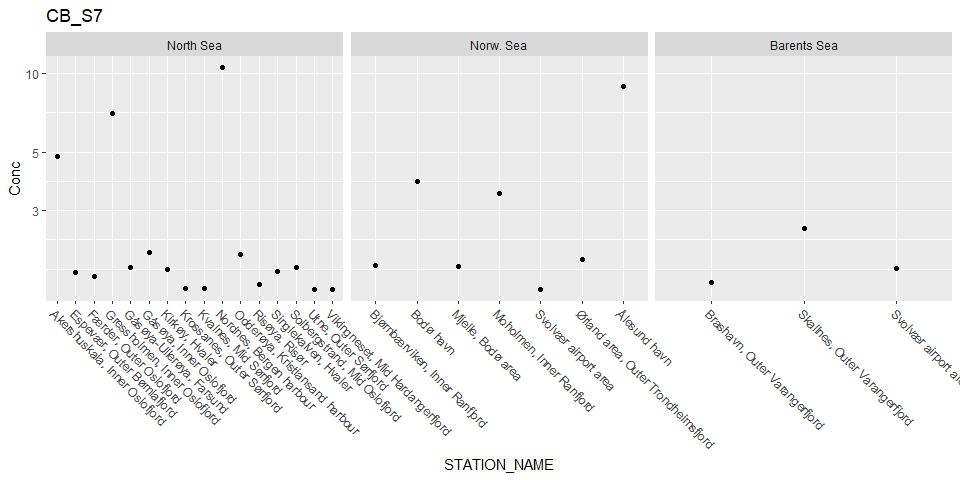 CB_S7
North Sea
Norw. Sea
Barents Sea
10
5
3
Conc
Akershuskaia, Inner Oslofjord
Espevær, Outer Bømlafjord
Færder, Outer Oslofjord
Gressholmen, Inner Oslofjord
Gåsøya-Ullerøya, Farsund
Gåsøya, Inner Oslofjord
Kirkøy, Hvaler
Krossanes, Outer Sørfjord
Kvalnes, Mid Sørfjord
Nordnes, Bergen harbour
Odderøya, Kristiansand harbour
Risøya, Risør
Singlekalven, Hvaler
Solbergstrand, Mid Oslofjord
Utne, Outer Sørfjord
Vikingneset, Mid Hardangerfjord
Bjørnbærviken, Inner Ranfjord
Bodø havn
Mjelle, Bodø area
Moholmen, Inner Ranfjord
Svolvær airport area
Ørland area, Outer Trondheimsfjord
Ålesund havn
Brashavn, Outer Varangerfjord
Skallnes, Outer Varangerfjord
Svolvær airport are
STATION_NAME